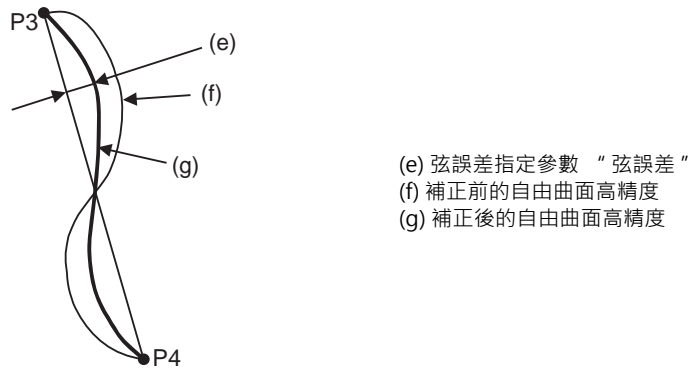 P3
(e)
(f)
(g)
P4
(e) 弦誤差指定參數 “ 弦誤差 ”
(f) 補正前的自由曲面高精度
(g) 補正後的自由曲面高精度